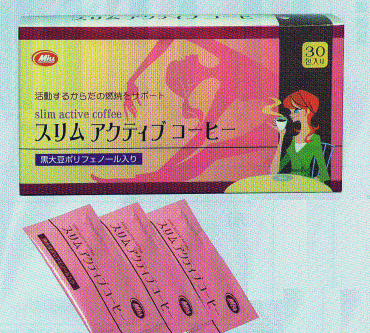 Miu
30
包入り
活動するからだの燃焼をサポート
slim active coffee
スリム アクティブ コーヒー
黒大豆ポリフェノール入り
スリム アクティブ コーヒー
スリム アクティブ コーヒー
スリム アクティブ コーヒー